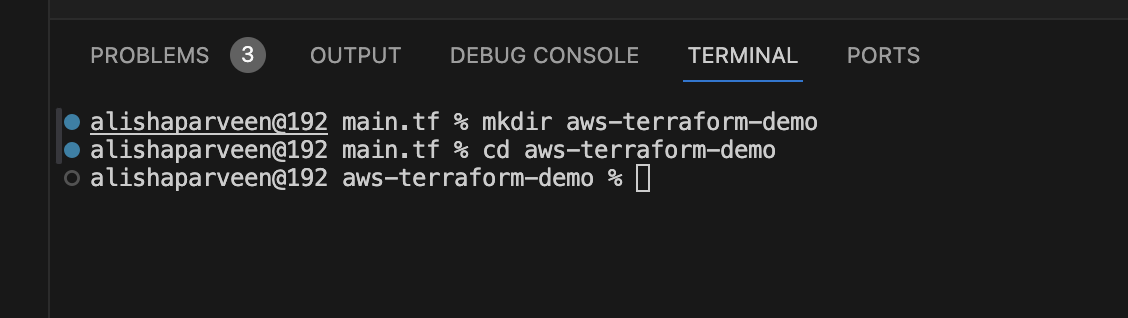 PROBLEMS 3 OUTPUT DEBUG CONSOLE TERMINAL PORTS
alishaparveen@192 main.tf % mkdir aws-terraform-demo
alishaparveen@192 main.tf % cd aws-terraform-demo
alishaparveen@192 aws-terraform-demo %